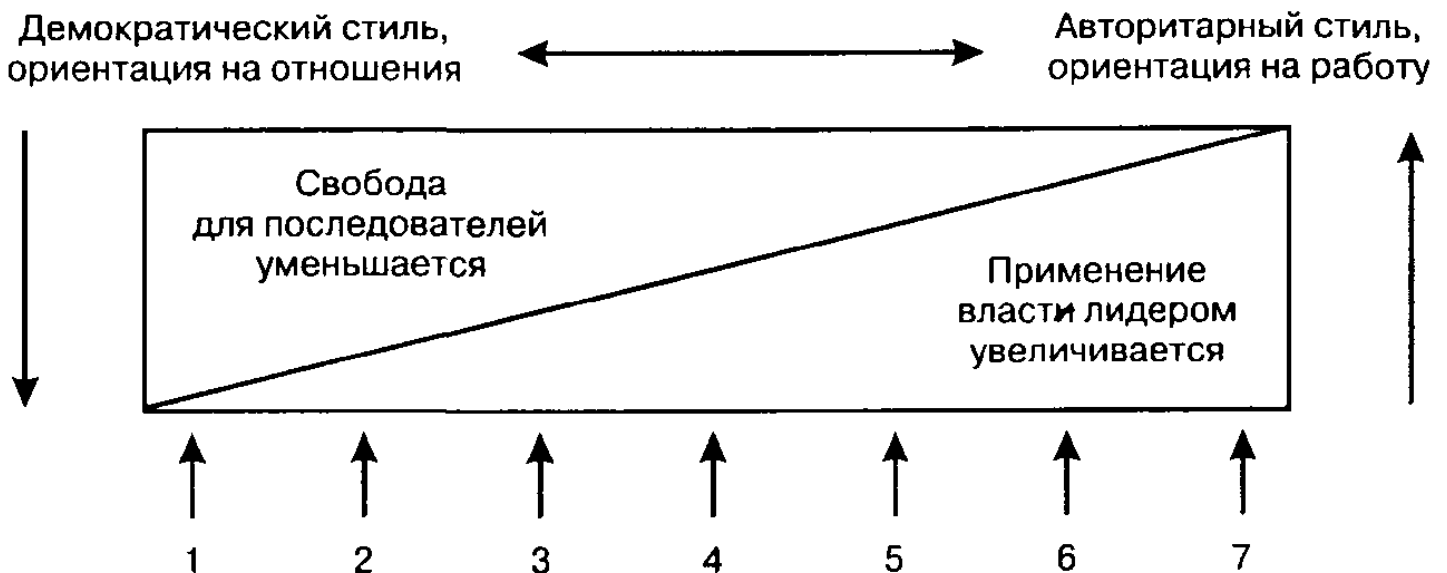 Демократический стиль,
ориентация на отношения
Авторитарный стиль,
ориентация на работу
Свобода
для последователей
уменьшается
Применение
власти лидером
увеличивается
1 2 3 4 5 6 7